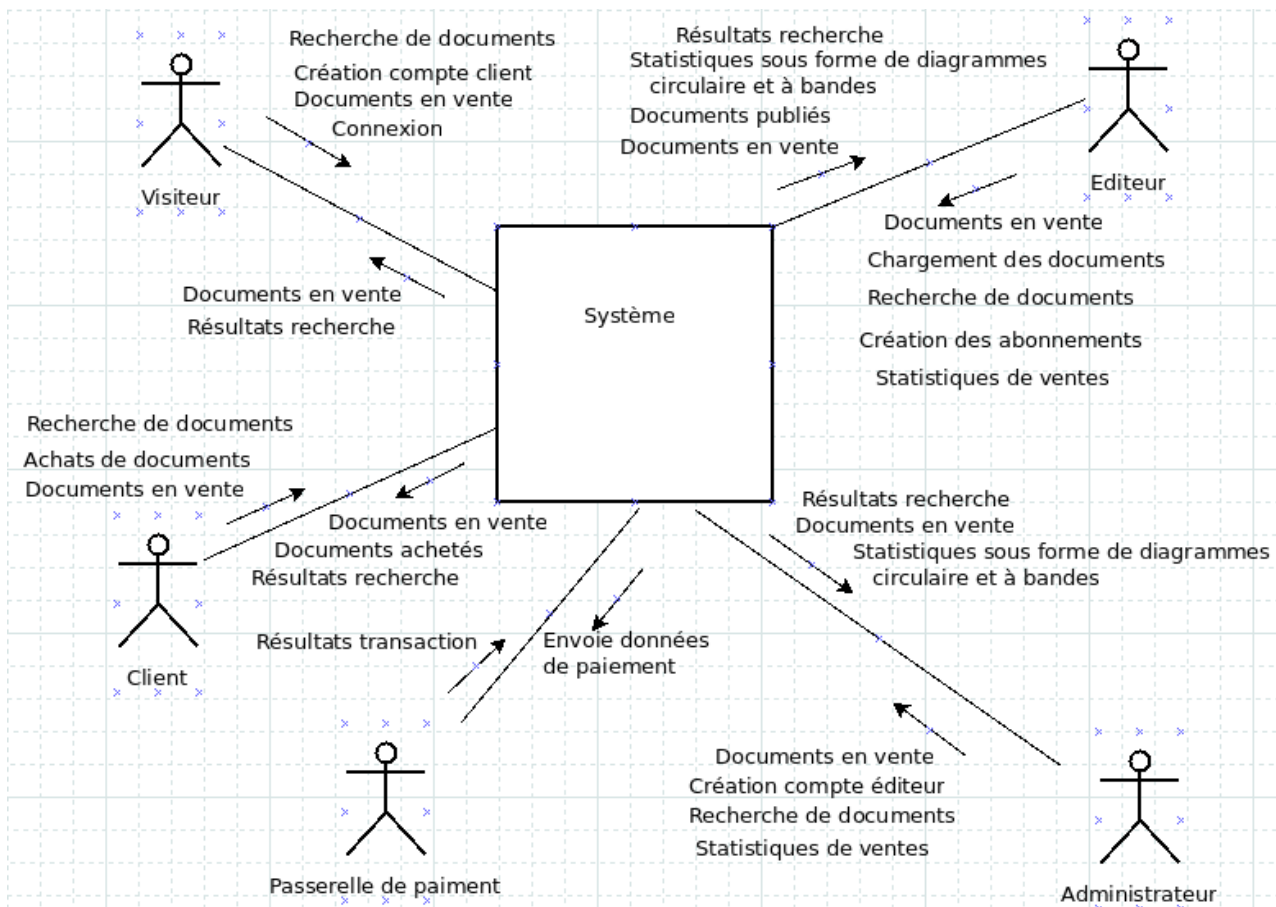 Recherche de documents
Création compte client
Documents en vente
Connexion
Visiteur
Documents en vente
Résultats recherche
Résultats recherche
Statistiques sous forme de diagrammes
circulaire et à bandes
Documents publiés
Documents en vente
Editeur
Documents en vente
Chargement des documents
Recherche de documents
Création des abonnements
Statistiques de ventes
Système
Recherche de documents
Achats de documents
Documents en vente
Client
Documents en vente
Documents achetés
Résultats recherche
Résultats transaction
Envoie données
de paiement
Passerelle de paiment
Résultats recherche
Documents en vente
Statistiques sous forme de diagrammes
circulaire et à bandes
Documents en vente
Création compte éditeur
Recherche de documents
Statistiques de ventes
Administrateur